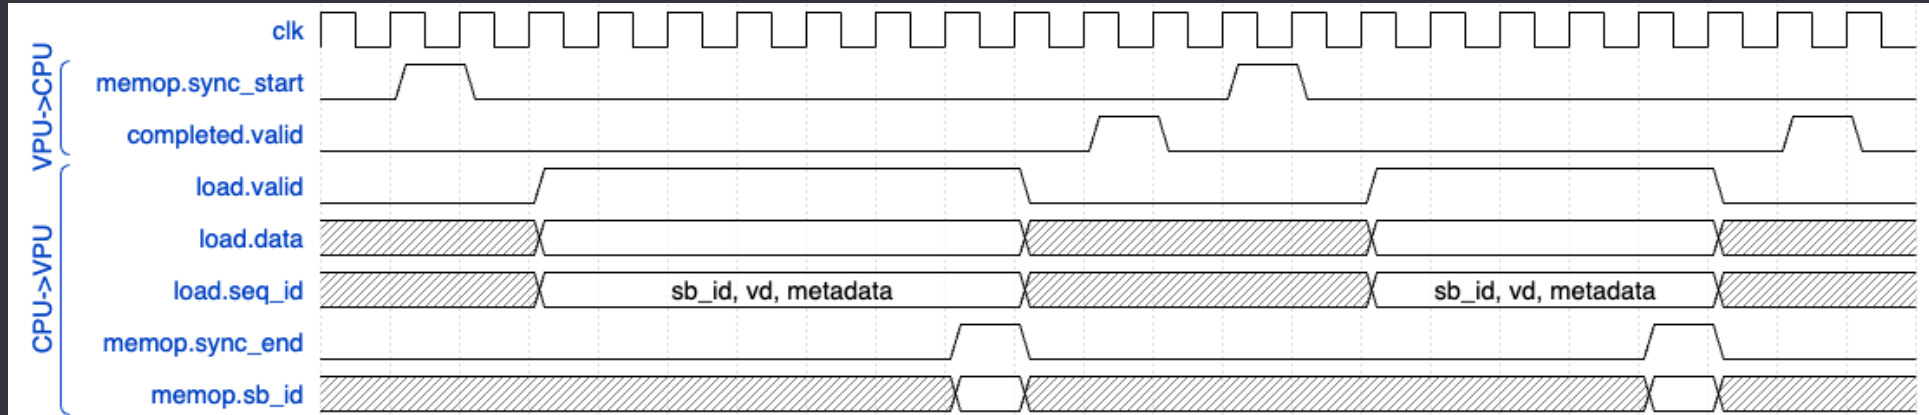 clk
VPU->CPU
memop.sync_start
completed.valid
CPU->VPU
load.valid
load.data
load.seq_id
sb_id, vd, metadata
sb_id, vd, metadata
memop.sync_end
memop.sb_id